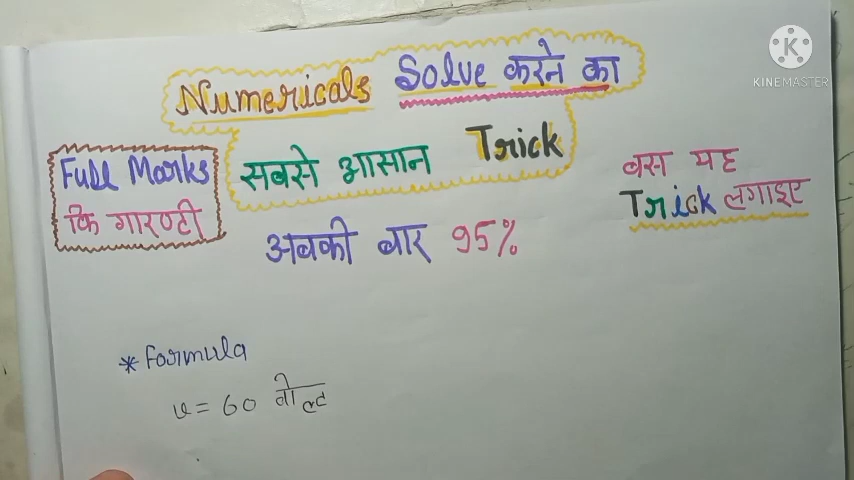 KINEMASTER
Numericals Solve करने का
सबसे आसान Trick
Full Marks
कि गारण्टी
बस यह
Trick लगाइए
अबकी बार 95%
* Formula
v = 60 वोल्ट